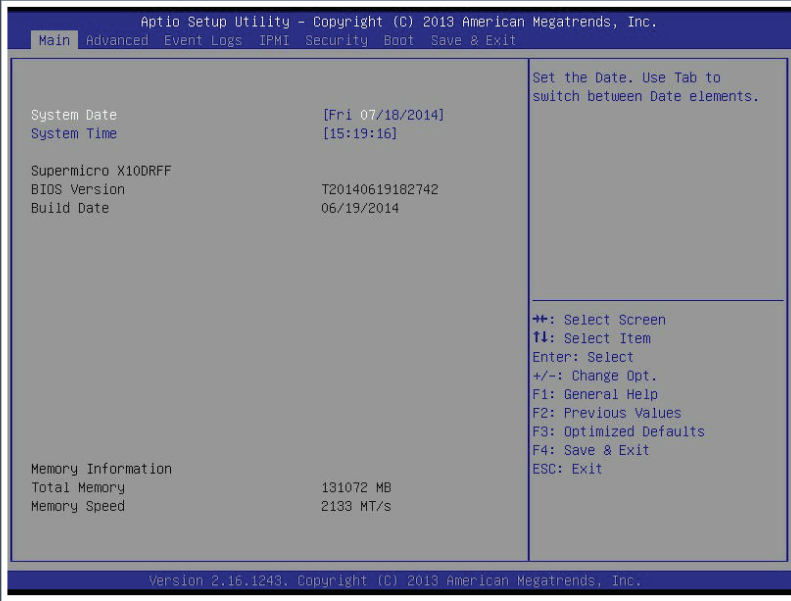 Aptio Setup Utility – Copyright (C) 2013 American Megatrends, Inc.
Main Advanced Event Logs IPMI Security Boot Save & Exit
Set the Date. Use Tab to
switch between Date elements.
System Date [Fri 07/18/2014]
System Time [15:19:16]
Supermicro X10DRFF
BIOS Version T20140619182742
Build Date 06/19/2014
Memory Information
Total Memory 131072 MB
Memory Speed 2133 MT/s
→←: Select Screen
↑↓: Select Item
Enter: Select
+/-: Change Opt.
F1: General Help
F2: Previous Values
F3: Optimized Defaults
F4: Save & Exit
ESC: Exit
Version 2.16.1243. Copyright (C) 2013 American Megatrends, Inc.